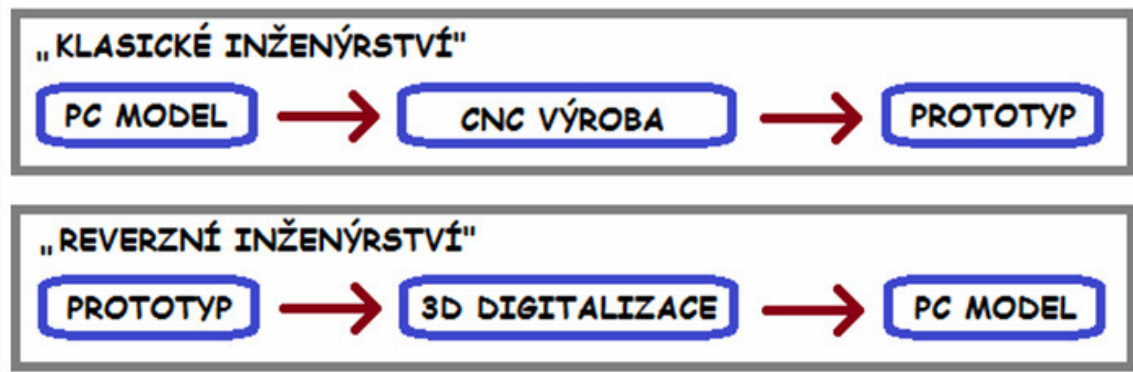 „KLASICKÉ INŽENÝRSTVÍ"
PC MODEL CNC VÝROBA PROTOTYP
„REVERZNÍ INŽENÝRSTVÍ"
PROTOTYP 3D DIGITALIZACE PC MODEL